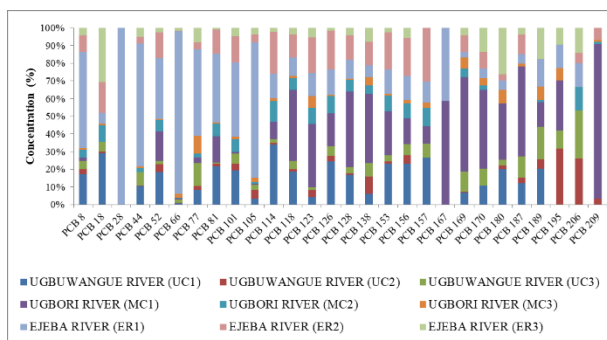 Concentration (%)
100%
90%
80%
70%
60%
50%
40%
30%
20%
10%
0%
PCB 8
PCB 18
PCB 28
PCB 44
PCB 52
PCB 66
PCB 77
PCB 81
PCB 101
PCB 105
PCB 114
PCB 118
PCB 123
PCB 126
PCB 128
PCB 138
PCB 153
PCB 156
PCB 157
PCB 167
PCB 169
PCB 170
PCB 180
PCB 187
PCB 189
PCB 195
PCB 206
PCB 209
UGBUWANGUE RIVER (UC1) UGBUWANGUE RIVER (UC2) UGBUWANGUE RIVER (UC3)
UGBORI RIVER (MC1) UGBORI RIVER (MC2) UGBORI RIVER (MC3)
EJEBA RIVER (ER1) EJEBA RIVER (ER2) EJEBA RIVER (ER3)